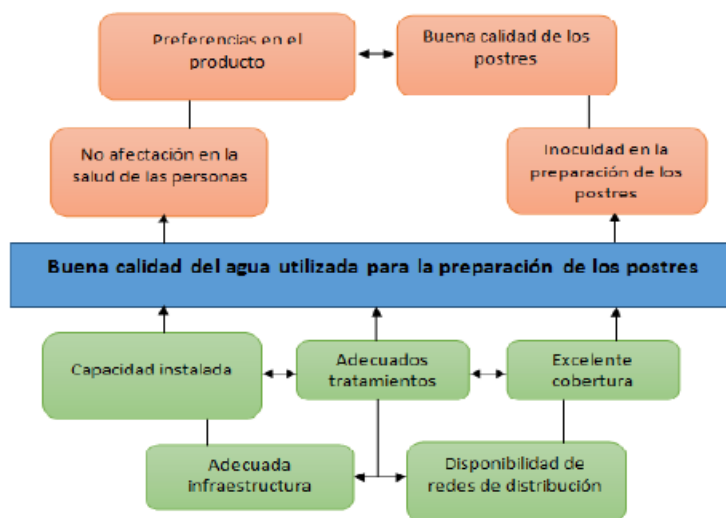 Preferencias en el
producto
Buena calidad de los
postres
No afectación en la
salud de las personas
Inocuidad en la
preparación de los
postres
Buena calidad del agua utilizada para la preparación de los postres
Capacidad instalada
Adecuados
tratamientos
Excelente
cobertura
Adecuada
infraestructura
Disponibilidad de
redes de distribución